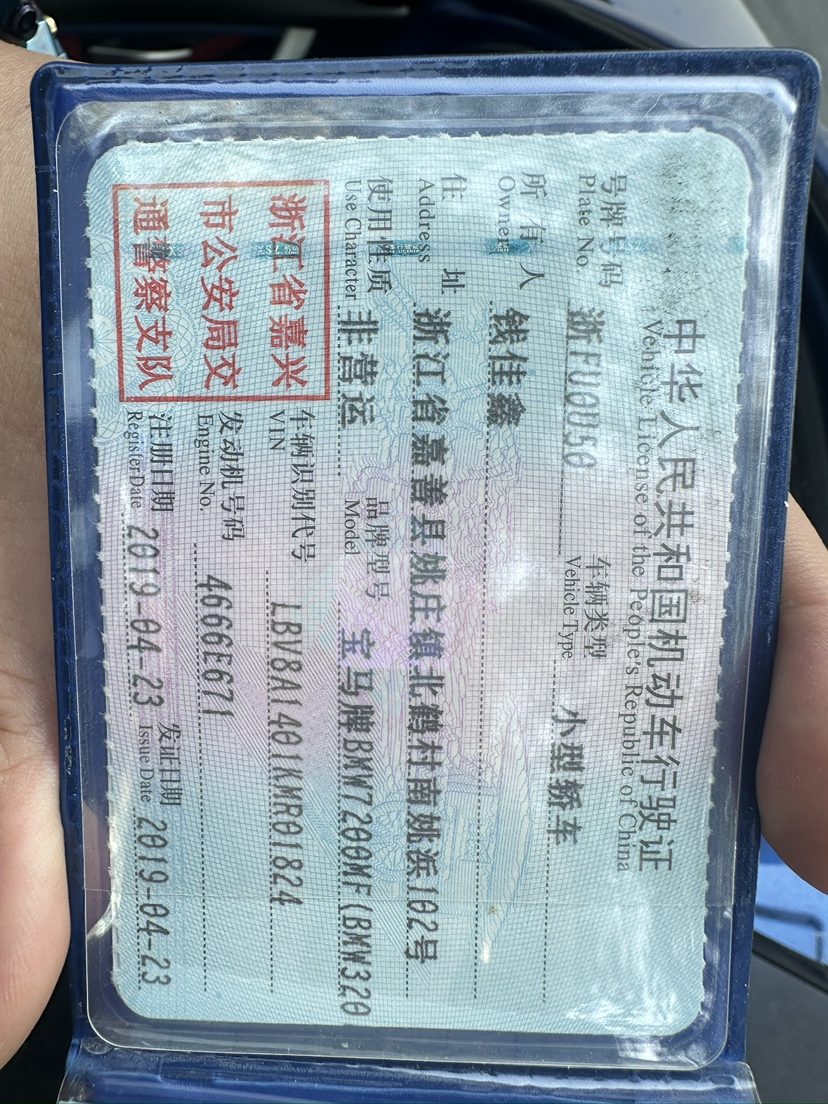 中华人民共和国机动车行驶证
Vehicle License of the People's Republic of China
号牌号码 浙FU0U50 车辆类型 小型轿车
Plate No. Vehicle Type
所有人 钱佳鑫
Owner
住址 浙江省嘉善县姚庄镇北鹤村南姚浜102号
Address
使用性质 非营运 品牌型号 宝马牌BMW7200MF(BMW320
Use Character Model
浙江省嘉兴
市公安局交
通警察支队
车辆识别代号 LBV8A1401KMR01824
VIN
发动机号码 4666E671
Engine No.
注册日期 2019-04-23 发证日期 2019-04-23
Register Date Issue Date